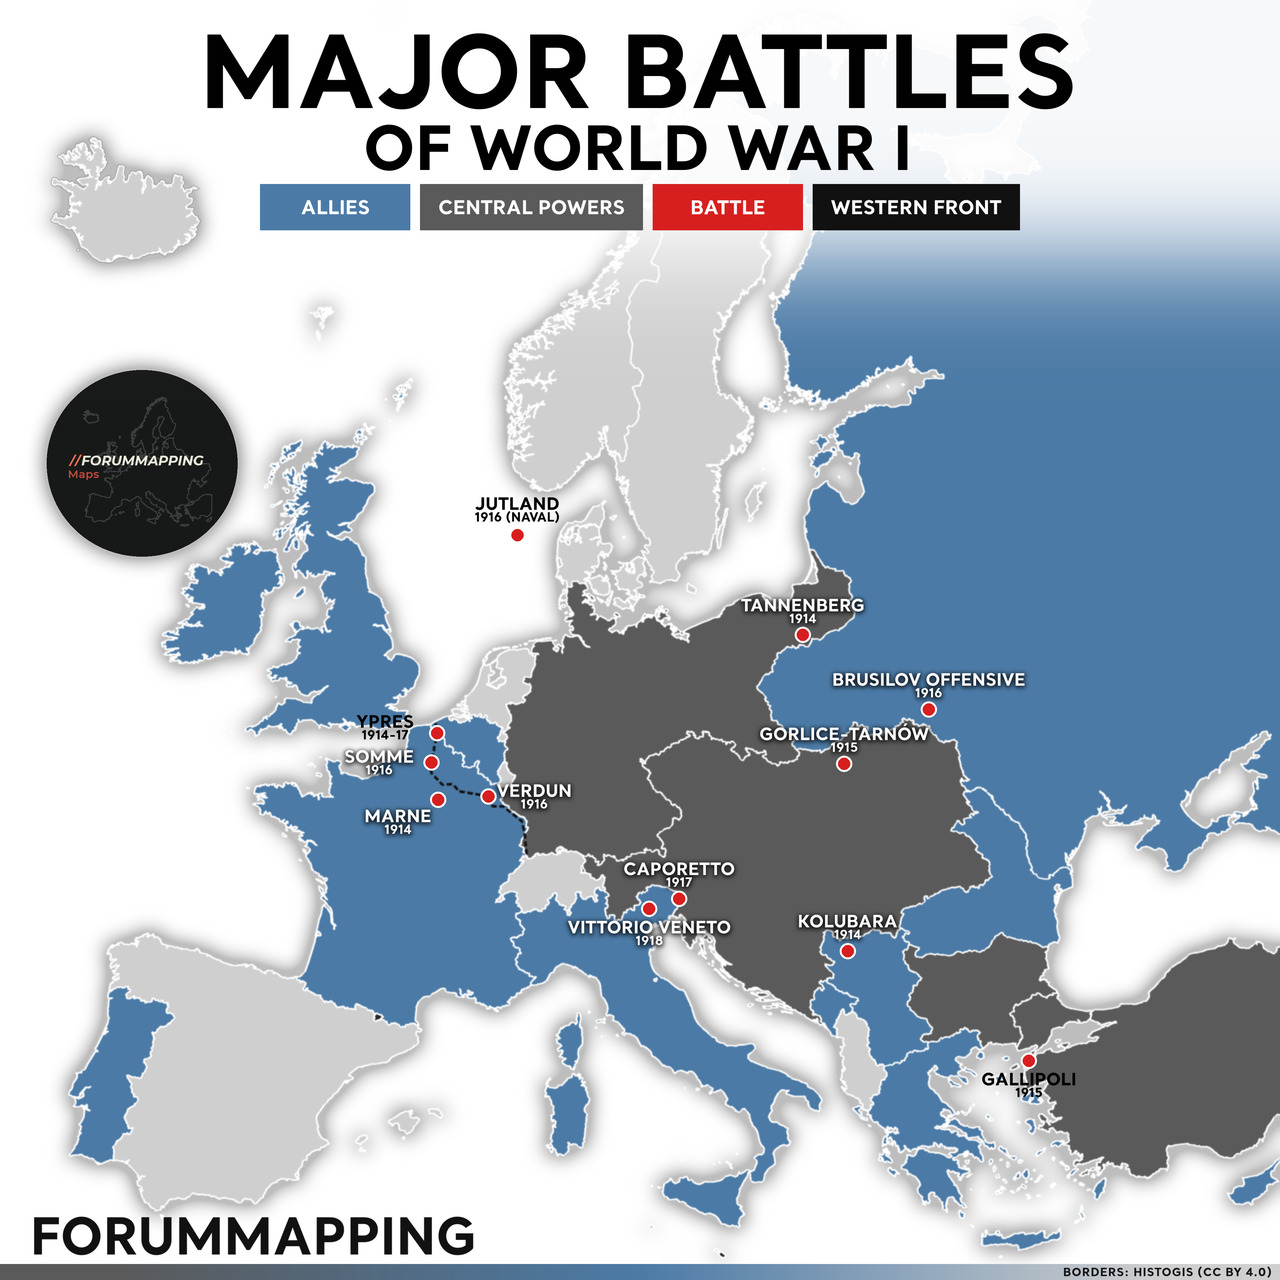 MAJOR BATTLES
OF WORLD WAR I
ALLIES
CENTRAL POWERS
BATTLE
WESTERN FRONT
//FORUMMAPPING
Maps
JUTLAND
1916 (NAVAL)
TANNENBERG
1914
BRUSILOV OFFENSIVE
1916
YPRES
1914-17
GORLICE-TARNÓW
1915
SOMME
1916
VERDUN
1916
MARNE
1914
CAPORETTO
1917
VITTORIO VENETO
1918
KOLUBARA
1914
GALLIPOLI
1915
FORUMMAPPING
BORDERS: HISTOGIS (CC BY 4.0)